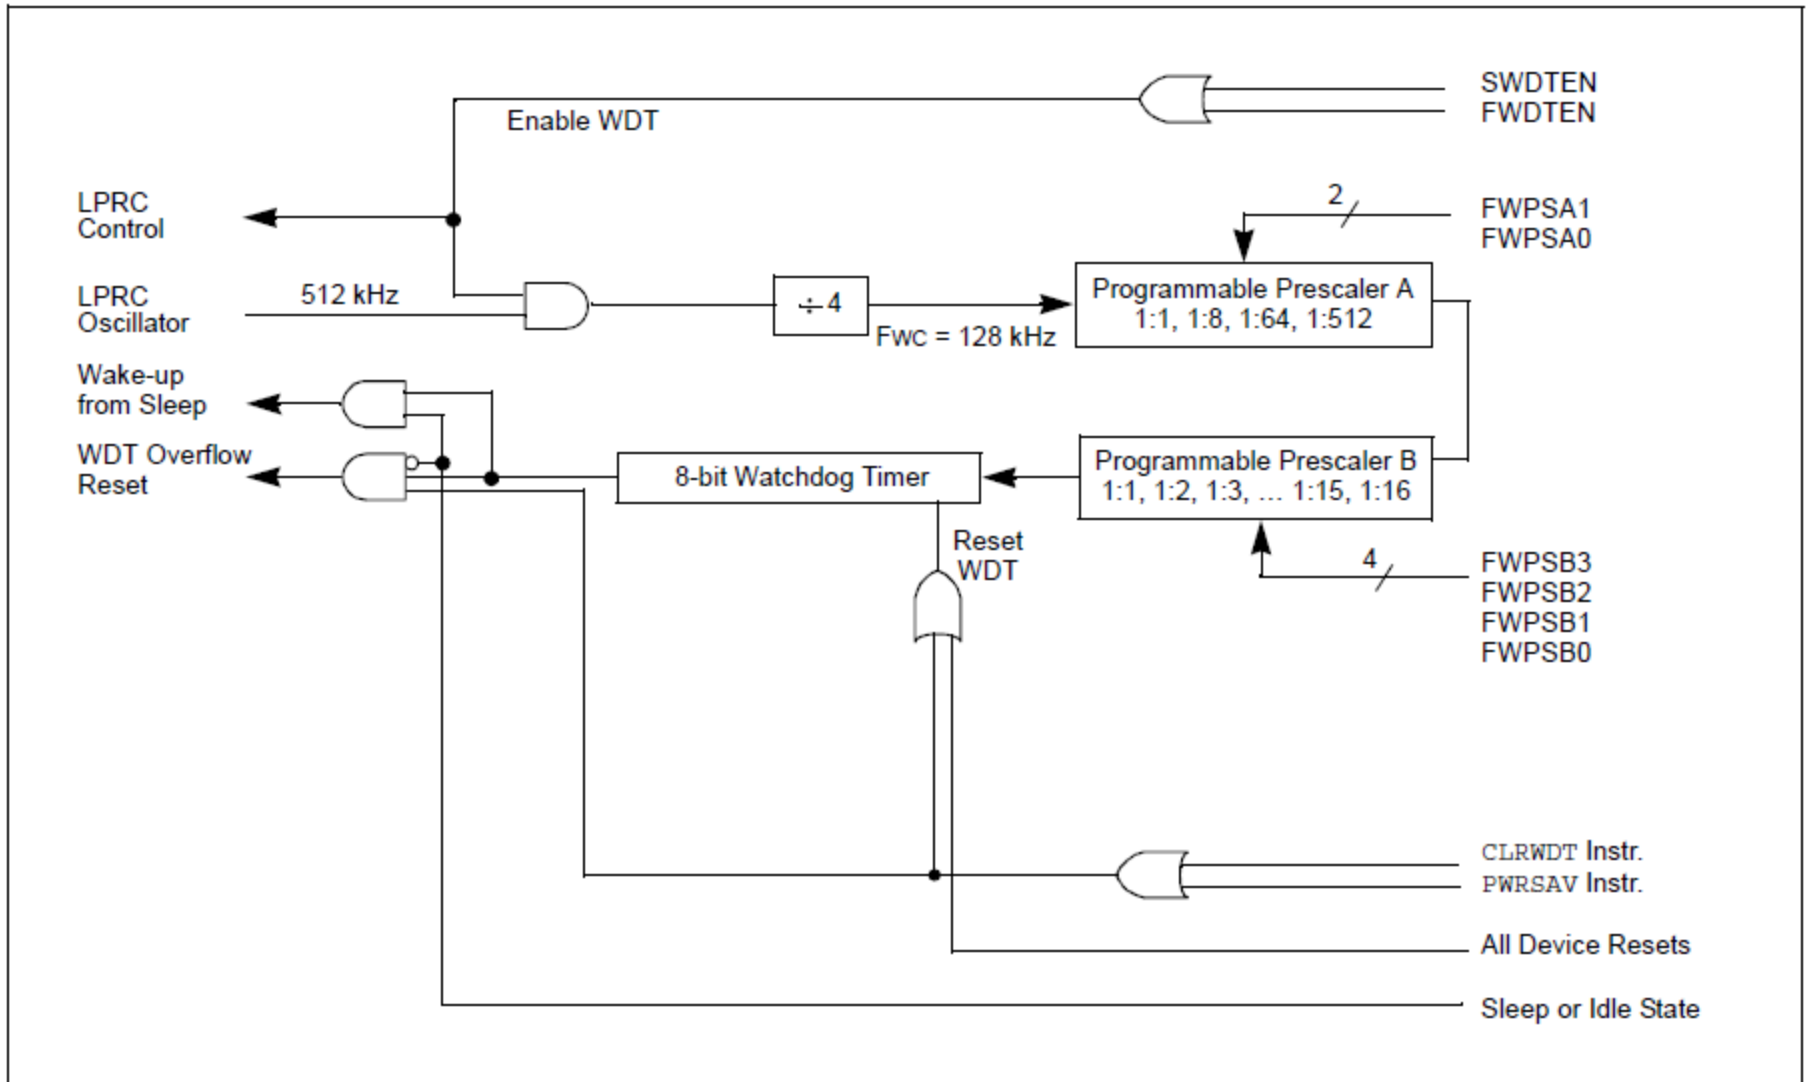 SWDTEN
FWDTEN
Enable WDT
2
FWPSA1
FWPSA0
LPRC
Control
LPRC
Oscillator
512 kHz
÷4
FWC = 128 kHz
Programmable Prescaler A
1:1, 1:8, 1:64, 1:512
Wake-up
from Sleep
WDT Overflow
Reset
8-bit Watchdog Timer
Programmable Prescaler B
1:1, 1:2, 1:3, … 1:15, 1:16
Reset
WDT
4
FWPSB3
FWPSB2
FWPSB1
FWPSB0
CLRWDT Instr.
PWRSAV Instr.
All Device Resets
Sleep or Idle State